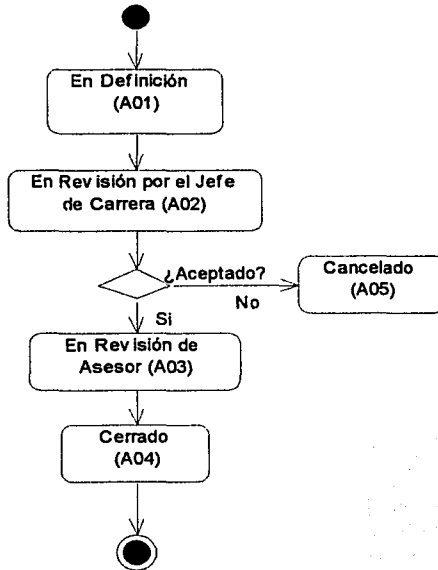 En Definición
(A01)
En Revisión por el Jefe
de Carrera (A02)
¿Aceptado?
No
Cancelado
(A05)
Si
En Revisión de
Asesor (A03)
Cerrado
(A04)